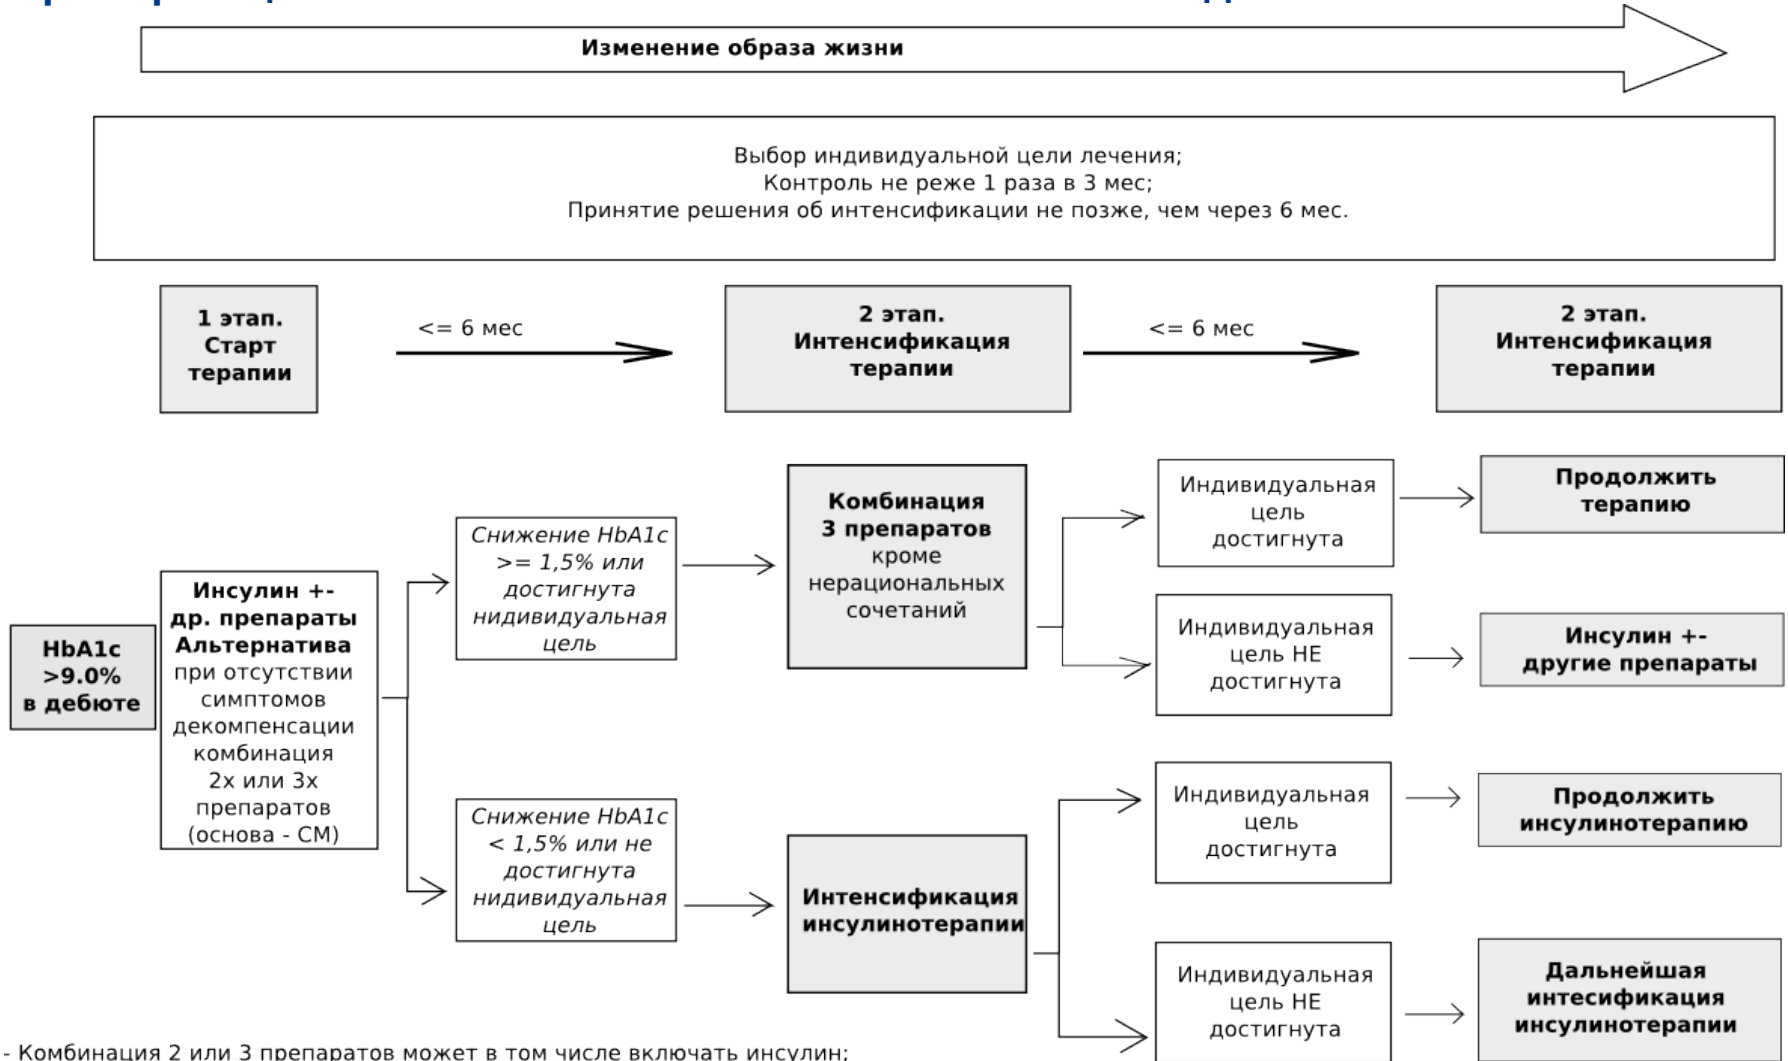 Изменение образа жизни
Выбор индивидуальной цели лечения;
Контроль не реже 1 раза в 3 мес;
Принятие решения об интенсификации не позже, чем через 6 мес.
1 этап.
Старт
терапии
<= 6 мес
2 этап.
Интенсификация
терапии
<= 6 мес
2 этап.
Интенсификация
терапии
HbA1c
>9.0%
в дебюте
Инсулин +-
др. препараты
Альтернатива
при отсутствии
симптомов
декомпенсации
комбинация
2х или 3х
препаратов
(основа - СМ)
Снижение HbA1c
>= 1,5% или
достигнута
нидивидуальная
цель
Комбинация
3 препаратов
кроме
нерациональных
сочетаний
Индивидуальная
цель
достигнута
Продолжить
терапию
Индивидуальная
цель НЕ
достигнута
Инсулин +-
другие препараты
Снижение HbA1c
< 1,5% или не
достигнута
нидивидуальная
цель
Интенсификация
инсулинотерапии
Индивидуальная
цель
достигнута
Продолжить
инсулинотерапию
Индивидуальная
цель НЕ
достигнута
Дальнейшая
интесификация
инсулинотерапии
- Комбинация 2 или 3 препаратов может в том числе включать инсулин;